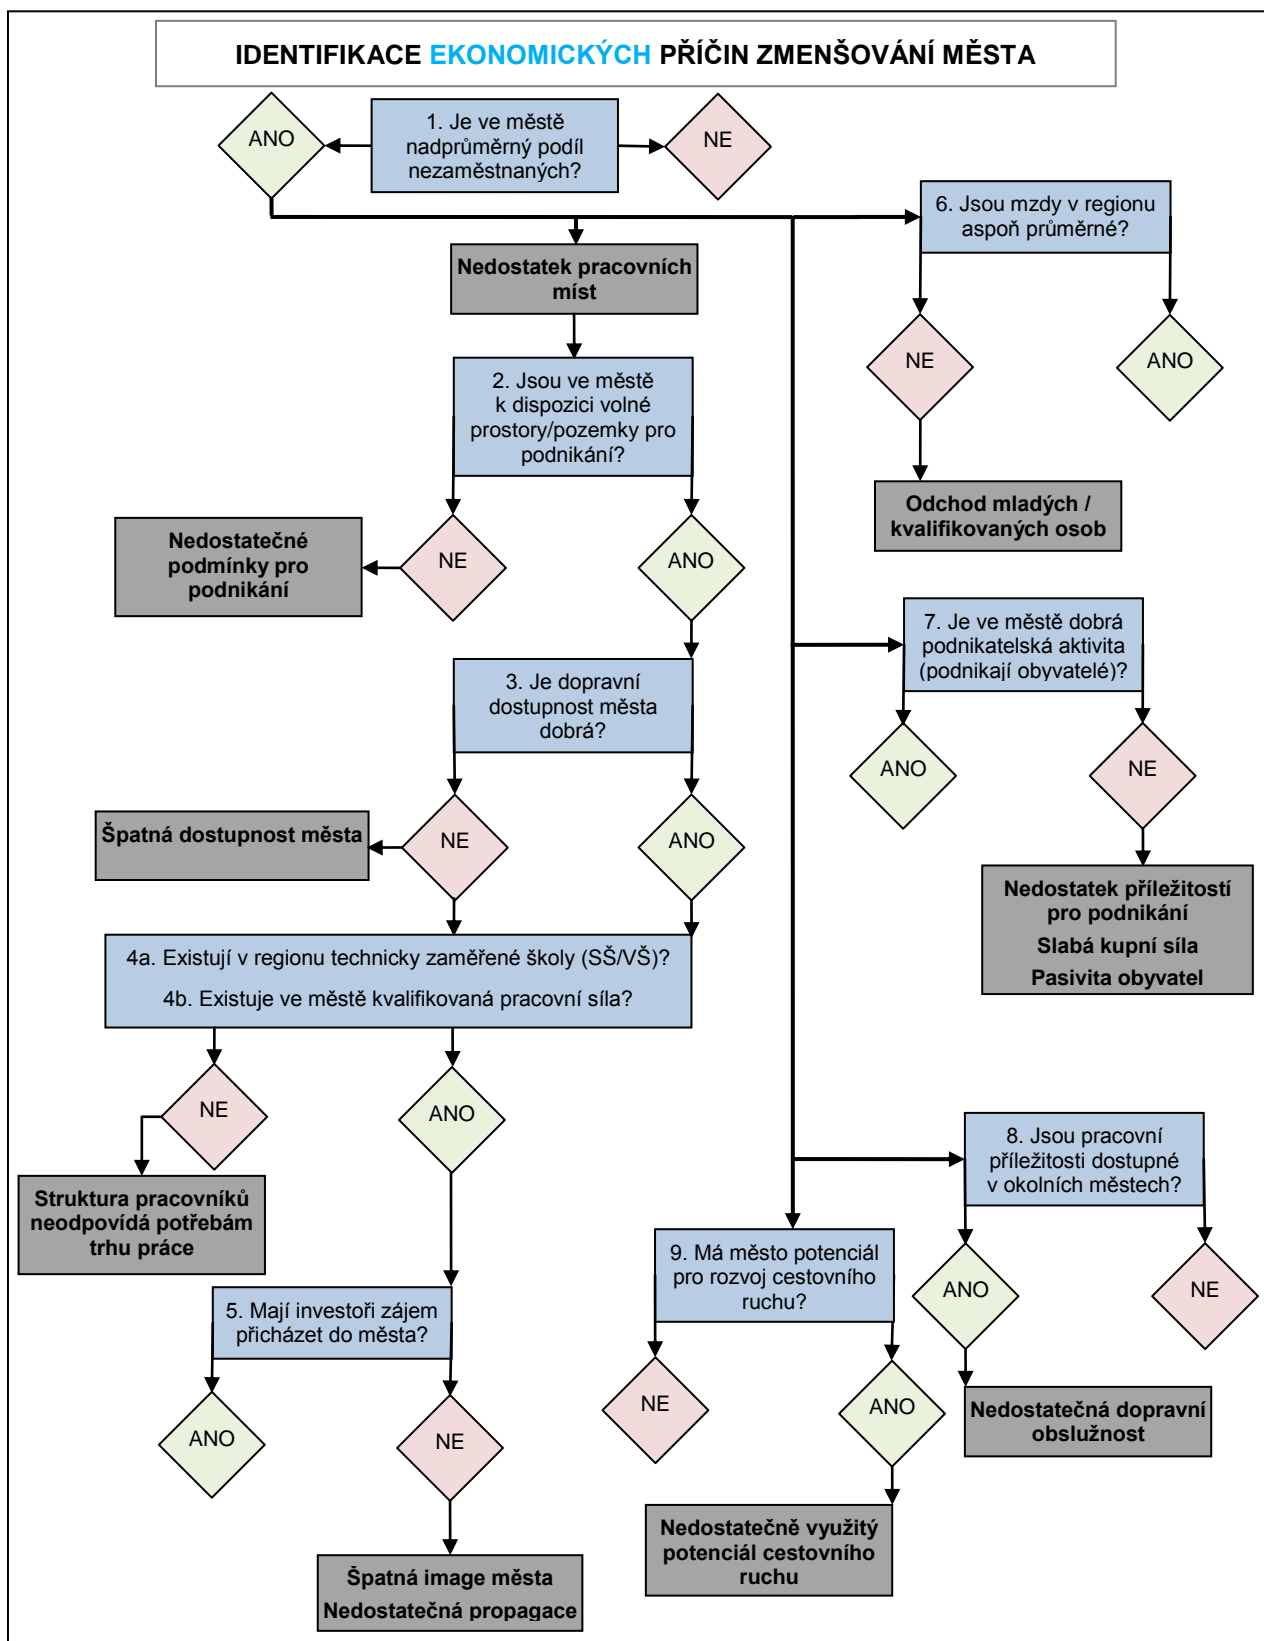 IDENTIFIKACE EKONOMICKÝCH PŘÍČIN ZMENŠOVÁNÍ MĚSTA
ANO
1. Je ve městě
nadprůměrný podíl
nezaměstnaných?
NE
6. Jsou mzdy v regionu
aspoň průměrné?
Nedostatek pracovních
míst
NE
ANO
2. Jsou ve městě
k dispozici volné
prostory/pozemky pro
podnikání?
Odchod mladých /
kvalifikovaných osob
Nedostatečné
podmínky pro
podnikání
NE
ANO
7. Je ve městě dobrá
podnikatelská aktivita
(podnikají obyvatelé)?
3. Je dopravní
dostupnost města
dobrá?
ANO
NE
Špatná dostupnost města
NE
ANO
Nedostatek příležitostí
pro podnikání
Slabá kupní síla
Pasivita obyvatel
4a. Existují v regionu technicky zaměřené školy (SŠ/VŠ)?
4b. Existuje ve městě kvalifikovaná pracovní síla?
NE
ANO
8. Jsou pracovní
příležitosti dostupné
v okolních městech?
Struktura pracovníků
neodpovídá potřebám
trhu práce
9. Má město potenciál
pro rozvoj cestovního
ruchu?
ANO
NE
5. Mají investoři zájem
přicházet do města?
NE
ANO
Nedostatečná dopravní
obslužnost
ANO
NE
Nedostatečně využitý
potenciál cestovního
ruchu
Špatná image města
Nedostatečná propagace